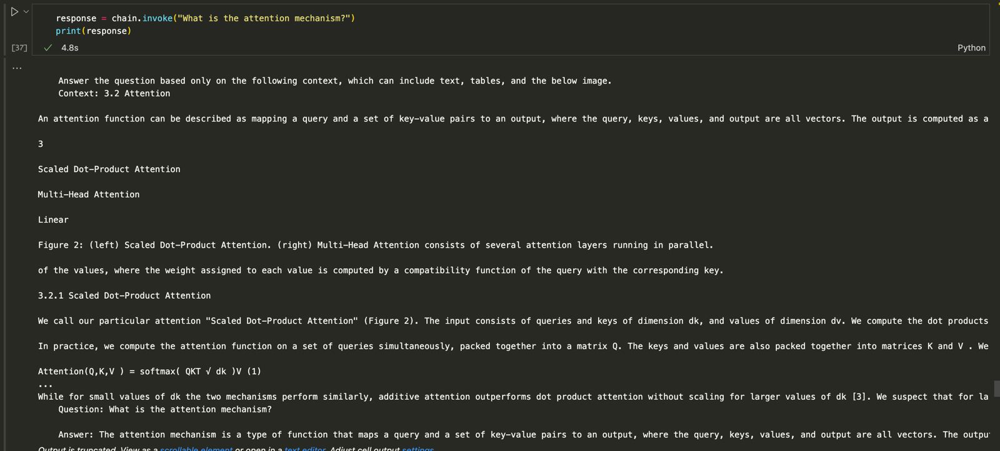 response = chain.invoke("What is the attention mechanism?")
print(response)
[37] 4.8s Python
...
Answer the question based only on the following context, which can include text, tables, and the below image.
Context: 3.2 Attention
An attention function can be described as mapping a query and a set of key-value pairs to an output, where the query, keys, values, and output are all vectors. The output is computed as a
3
Scaled Dot-Product Attention
Multi-Head Attention
Linear
Figure 2: (left) Scaled Dot-Product Attention. (right) Multi-Head Attention consists of several attention layers running in parallel.
of the values, where the weight assigned to each value is computed by a compatibility function of the query with the corresponding key.
3.2.1 Scaled Dot-Product Attention
We call our particular attention "Scaled Dot-Product Attention" (Figure 2). The input consists of queries and keys of dimension dk, and values of dimension dv. We compute the dot products
In practice, we compute the attention function on a set of queries simultaneously, packed together into a matrix Q. The keys and values are also packed together into matrices K and V . We
Attention(Q,K,V ) = softmax( QKT √ dk )V (1)
...
While for small values of dk the two mechanisms perform similarly, additive attention outperforms dot product attention without scaling for larger values of dk [3]. We suspect that for la
Question: What is the attention mechanism?
Answer: The attention mechanism is a type of function that maps a query and a set of key-value pairs to an output, where the query, keys, values, and output are all vectors. The outpu
Output is truncated. View as a scrollable element or open in a text editor. Adjust cell output settings